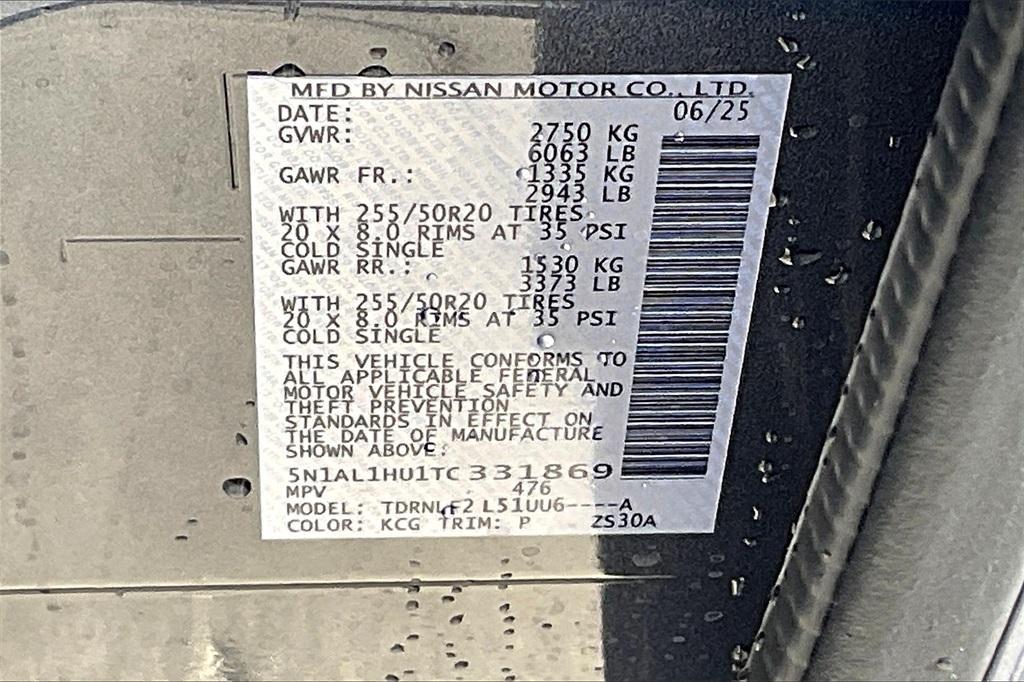 MFD BY NISSAN MOTOR CO., LTD.
DATE: 06/25
GVWR: 2750 KG
6063 LB
GAWR FR.: 1335 KG
2943 LB
WITH 255/50R20 TIRES
20 X 8.0 RIMS AT 35 PSI
COLD SINGLE
GAWR RR.: 1530 KG
3373 LB
WITH 255/50R20 TIRES
20 X 8.0 RIMS AT 35 PSI
COLD SINGLE
THIS VEHICLE CONFORMS TO
ALL APPLICABLE FEDERAL
MOTOR VEHICLE SAFETY AND
THEFT PREVENTION
STANDARDS IN EFFECT ON
THE DATE OF MANUFACTURE
SHOWN ABOVE:
5N1AL1HU1TC331869
MPV 476
MODEL: TDRNLF2 L51UU6----A
COLOR: KCG TRIM: P ZS30A